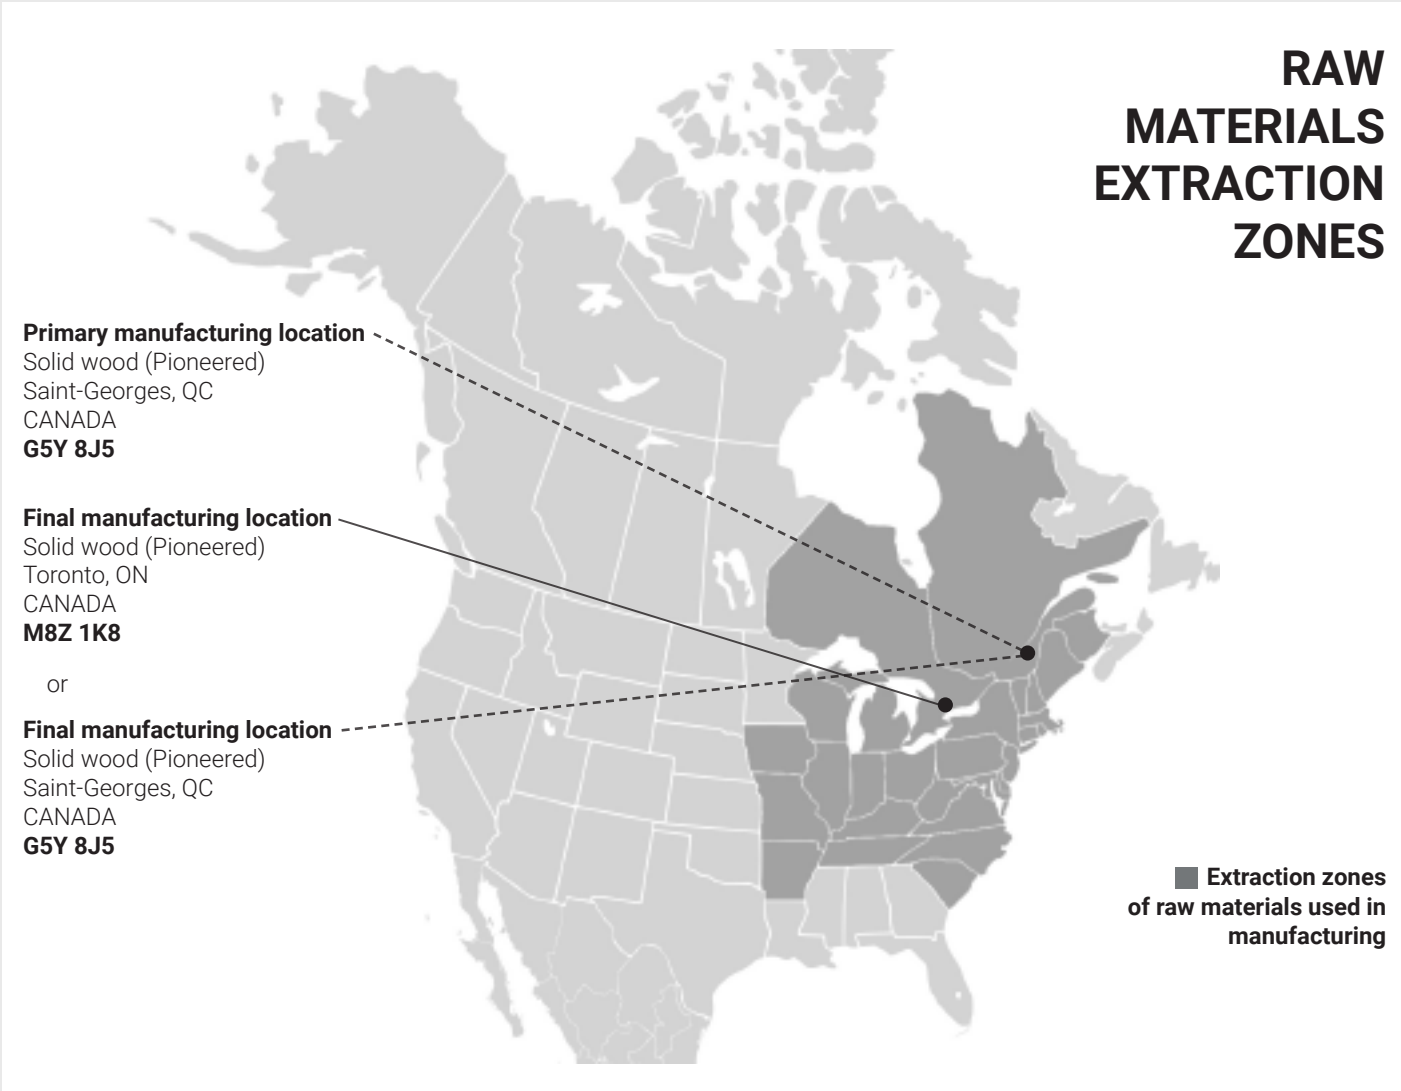 RAW
MATERIALS
EXTRACTION
ZONES
Primary manufacturing location
Solid wood (Pioneered)
Saint-Georges, QC
CANADA
G5Y 8J5
Final manufacturing location
Solid wood (Pioneered)
Toronto, ON
CANADA
M8Z 1K8
or
Final manufacturing location
Solid wood (Pioneered)
Saint-Georges, QC
CANADA
G5Y 8J5
Extraction zones
of raw materials used in
manufacturing